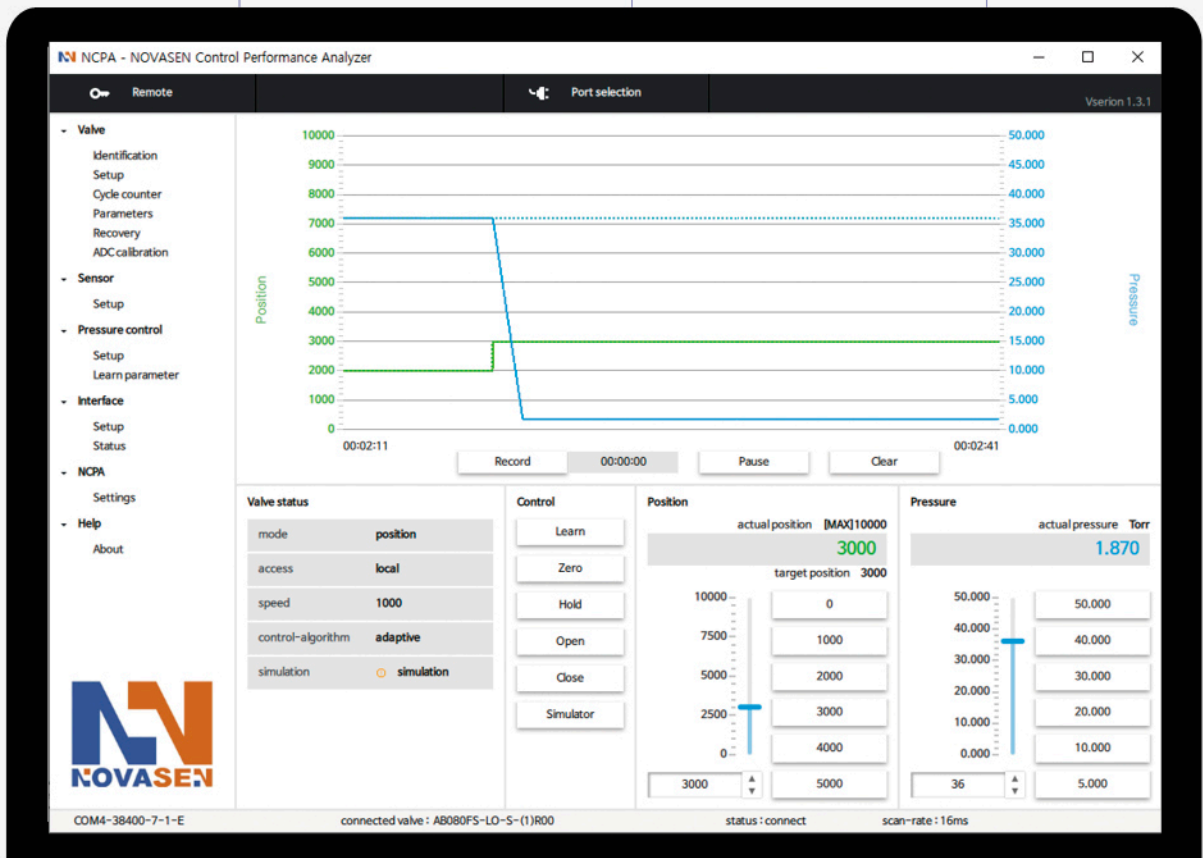 NCPA - NOVASEN Control Performance Analyzer
Remote
Port selection
Vserion 1.3.1
Valve
Identification
Setup
Cycle counter
Parameters
Recovery
ADC calibration
Sensor
Setup
Pressure control
Setup
Learn parameter
Interface
Setup
Status
NCPA
Settings
Help
About
NOVASEN
Position
10000
9000
8000
7000
6000
5000
4000
3000
2000
1000
0
50.000
45.000
40.000
35.000
30.000
25.000
20.000
15.000
10.000
5.000
0.000
Pressure
00:02:11
00:02:41
Record
00:00:00
Pause
Clear
Valve status
mode position
access local
speed 1000
control-algorithm adaptive
simulation simulation
Control
Learn
Zero
Hold
Open
Close
Simulator
Position
actual position [MAX]10000
3000
target position 3000
10000
7500
5000
2500
0
3000
0
1000
2000
3000
4000
5000
Pressure
actual pressure Torr
1.870
50.000
40.000
30.000
20.000
10.000
0.000
36
50.000
40.000
30.000
20.000
10.000
5.000
COM4-38400-7-1-E
connected valve : AB080FS-LO-S-(1)R00
status : connect
scan-rate : 16ms